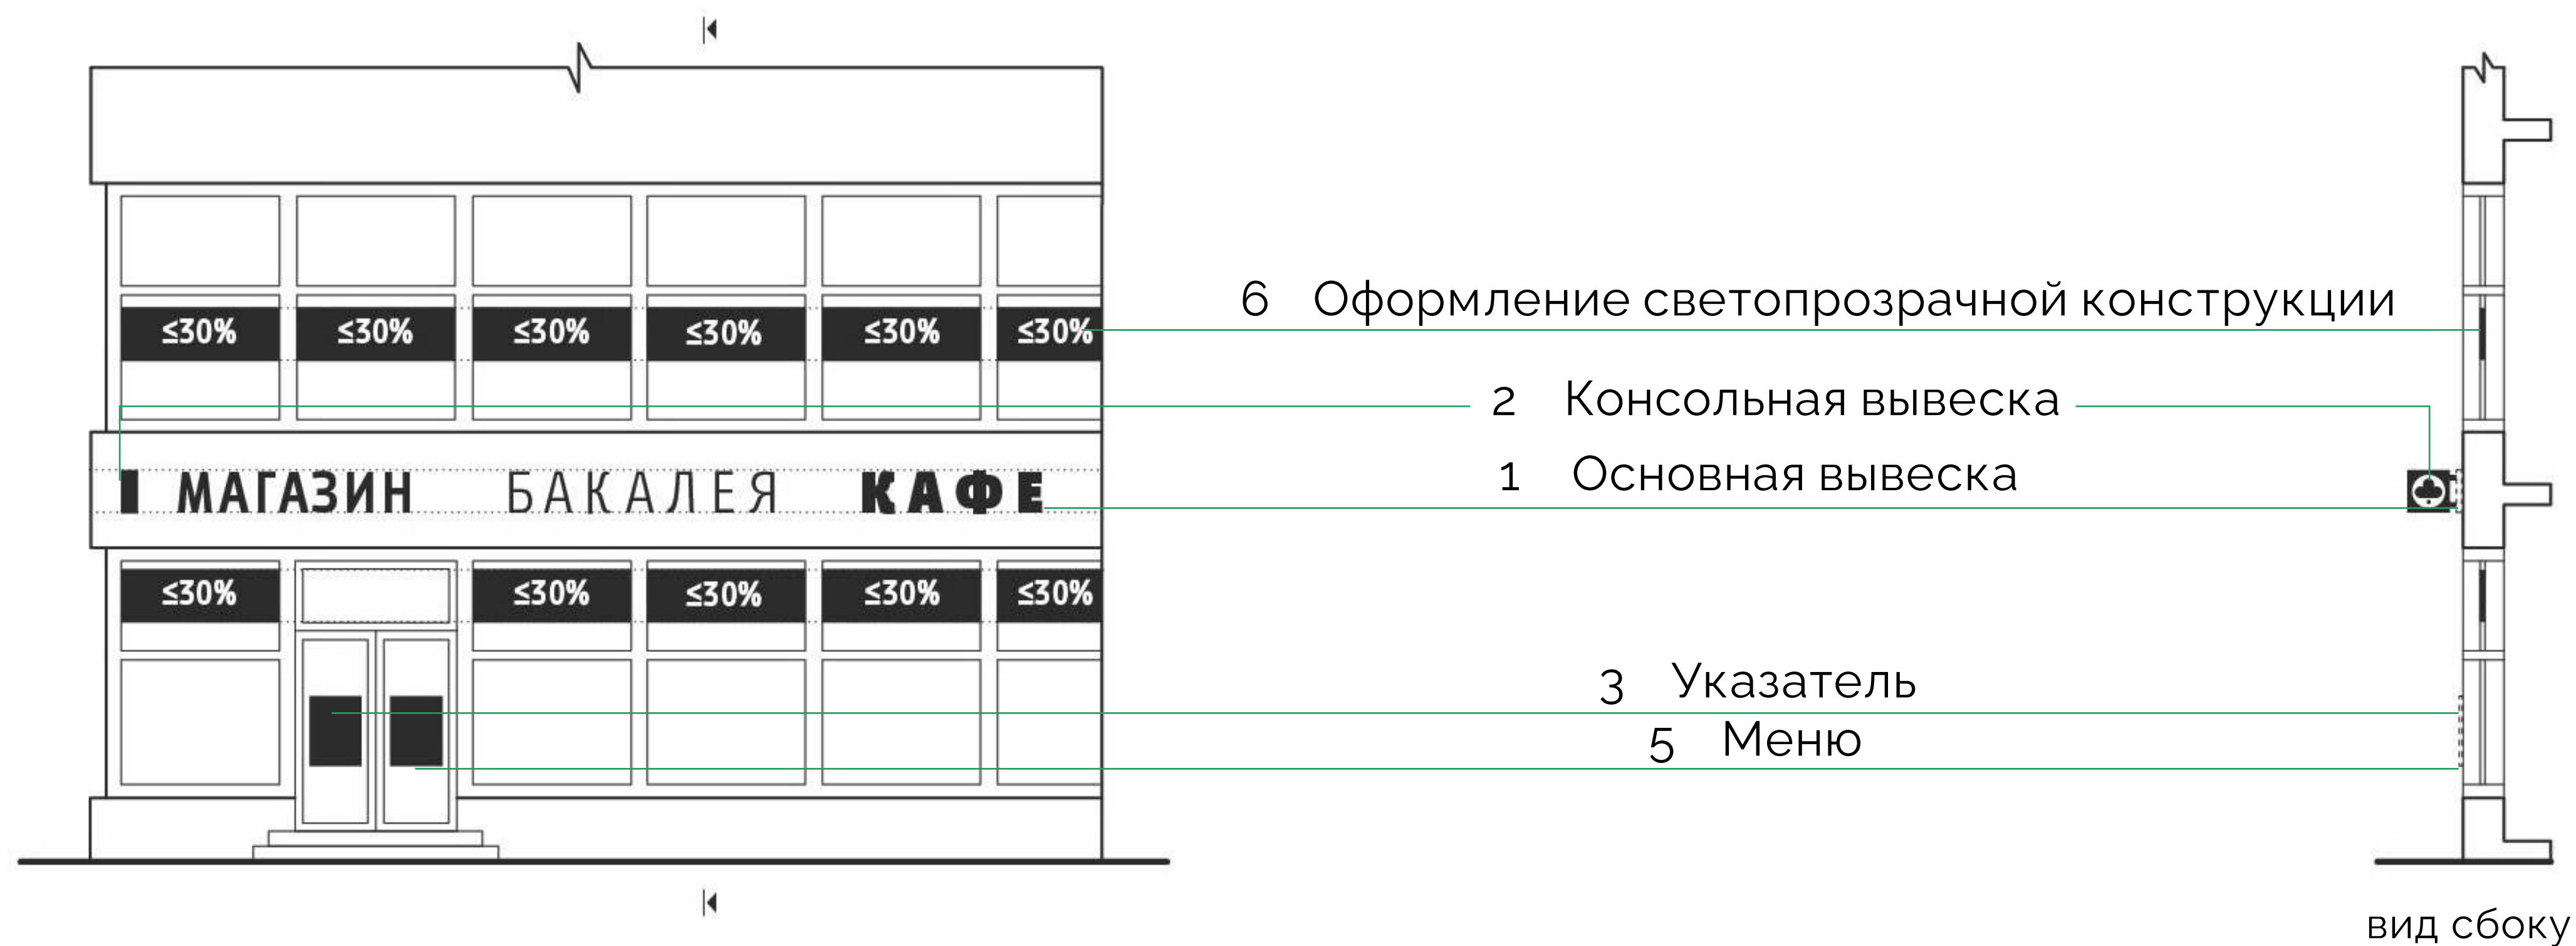 6 Оформление светопрозрачной конструкции
≤30% ≤30% ≤30% ≤30% ≤30% ≤30%
2 Консольная вывеска
1 Основная вывеска
МАГАЗИН БАКАЛЕЯ КАФЕ
≤30% ≤30% ≤30% ≤30% ≤30%
3 Указатель
5 Меню
вид сбоку